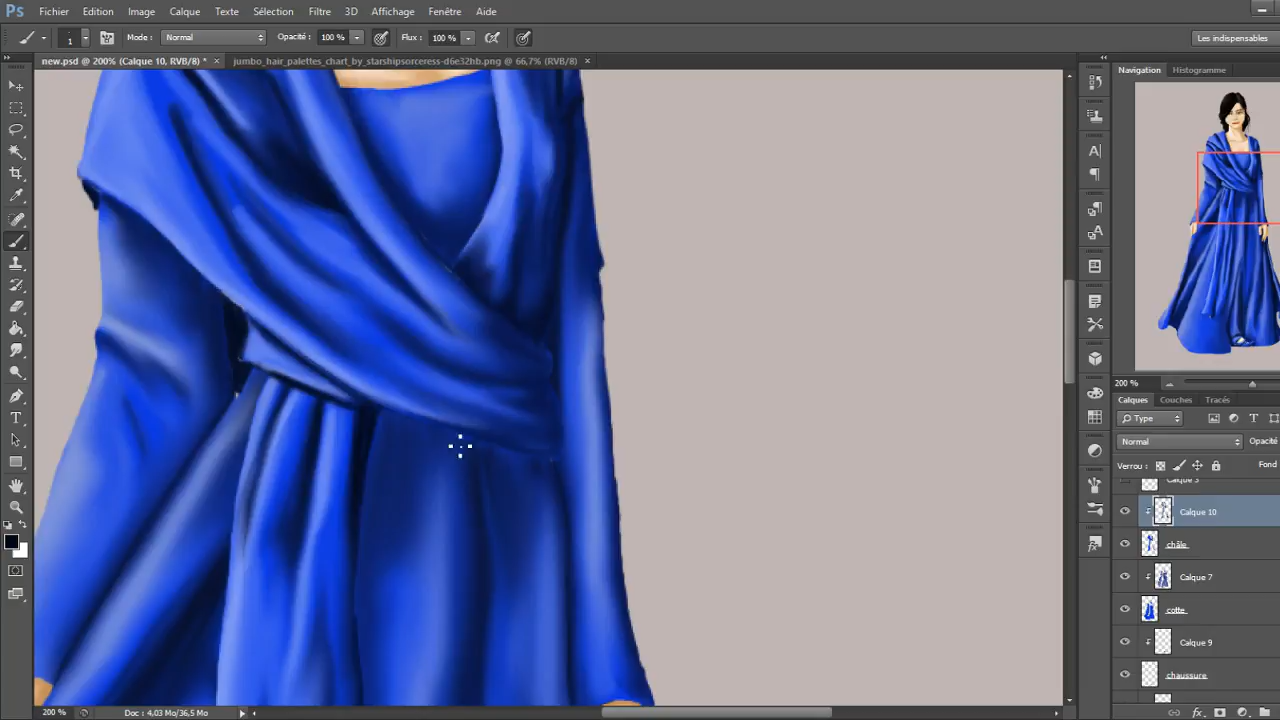 Ps Fichier Edition Image Calque Texte Sélection Filtre 3D Affichage Fenêtre Aide
1 Mode : Normal Opacité : 100 % Flux : 100 % Les indispensables
new.psd @ 200% (Calque 10, RVB/8) * × jumbo_hair_palettes_chart_by_starshipsorceress-d6e32hb.png @ 66,7% (RVB/8) ×
Navigation Histogramme
200 %
Calques Couches Tracés
Type
Normal Opacité
Verrou : Fond
Calque 10
châle
Calque 7
cotte
Calque 9
chaussure
200 % Doc : 4,03 Mo/36,5 Mo